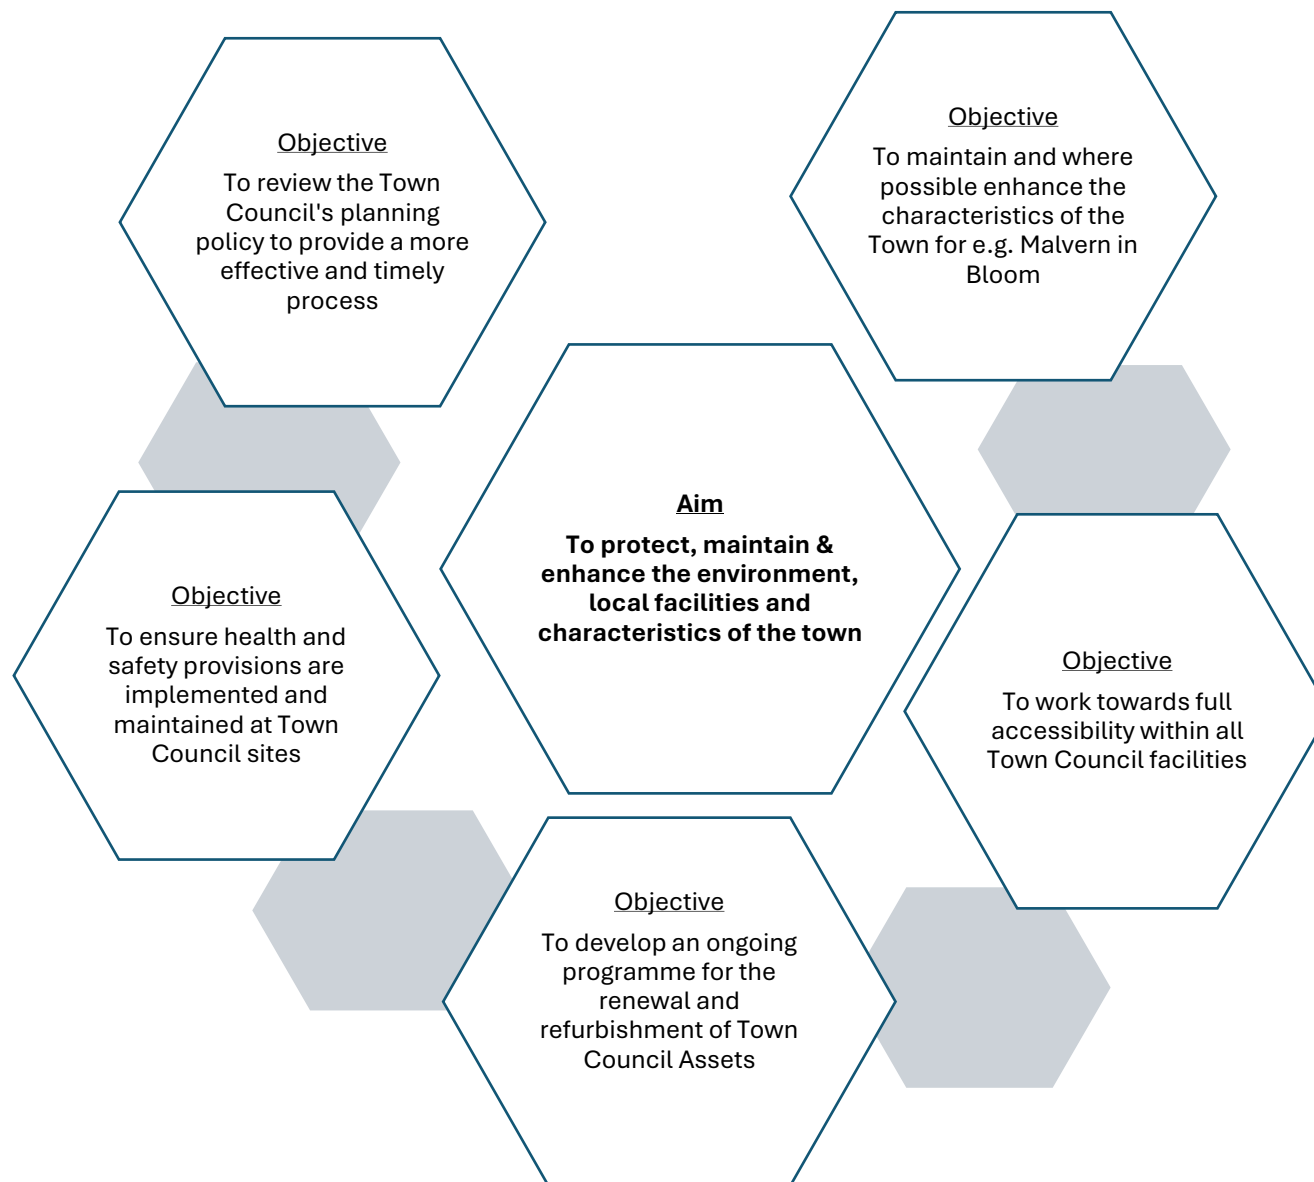 Objective
To review the Town
Council's planning
policy to provide a more
effective and timely
process
Objective
To maintain and where
possible enhance the
characteristics of the
Town for e.g. Malvern in
Bloom
Aim
To protect, maintain &
enhance the environment,
local facilities and
characteristics of the town
Objective
To ensure health and
safety provisions are
implemented and
maintained at Town
Council sites
Objective
To work towards full
accessibility within all
Town Council facilities
Objective
To develop an ongoing
programme for the
renewal and
refurbishment of Town
Council Assets